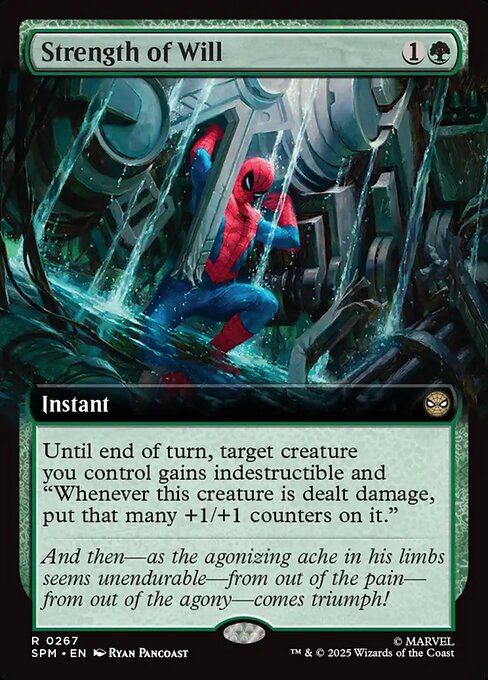 Strength of Will 1
Instant
Until end of turn, target creature
you control gains indestructible and
“Whenever this creature is dealt damage,
put that many +1/+1 counters on it.”
And then—as the agonizing ache in his limbs
seems unendurable—from out of the pain—
from out of the agony—comes triumph!
R 0267 © MARVEL
SPM • EN RYAN PANCOAST ™ & © 2025 Wizards of the Coast